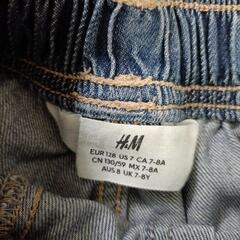 H&M
EUR 128 US 7 CA 7-8A
CN 130/59 MX 7-8A
AUS 8 UK 7-8Y